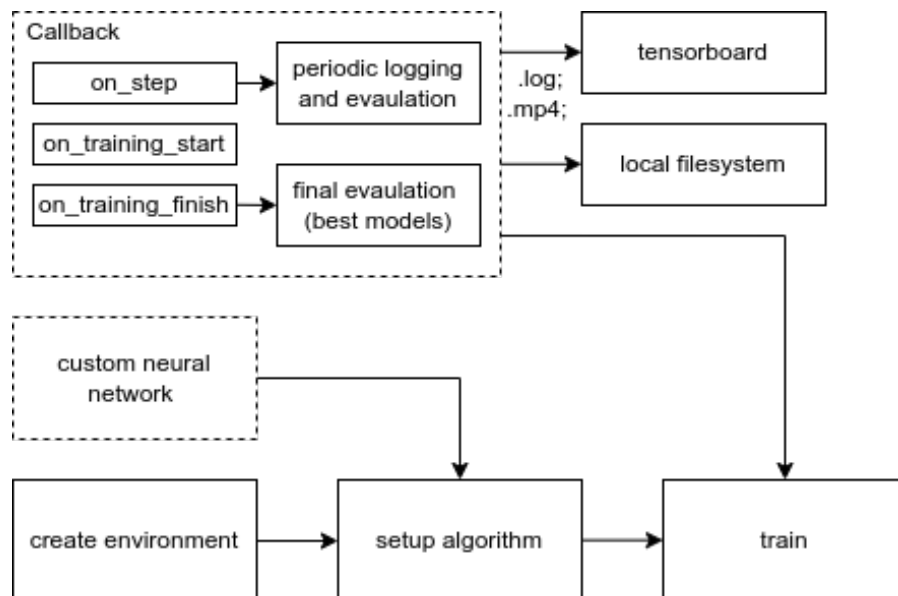 Callback
on_step
periodic logging
and evaulation
on_training_start
on_training_finish
final evaulation
(best models)
.log;
.mp4;
tensorboard
local filesystem
custom neural
network
create environment
setup algorithm
train